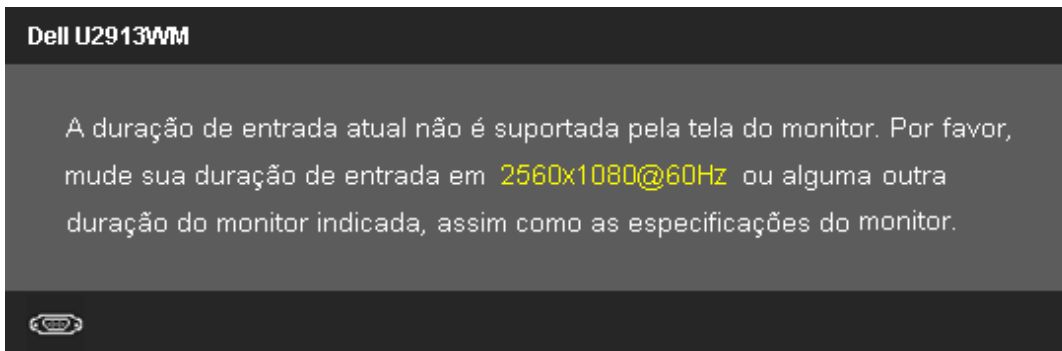 Dell U2913WM
A duração de entrada atual não é suportada pela tela do monitor. Por favor,
mude sua duração de entrada em 2560x1080@60Hz ou alguma outra
duração do monitor indicada, assim como as especificações do monitor.